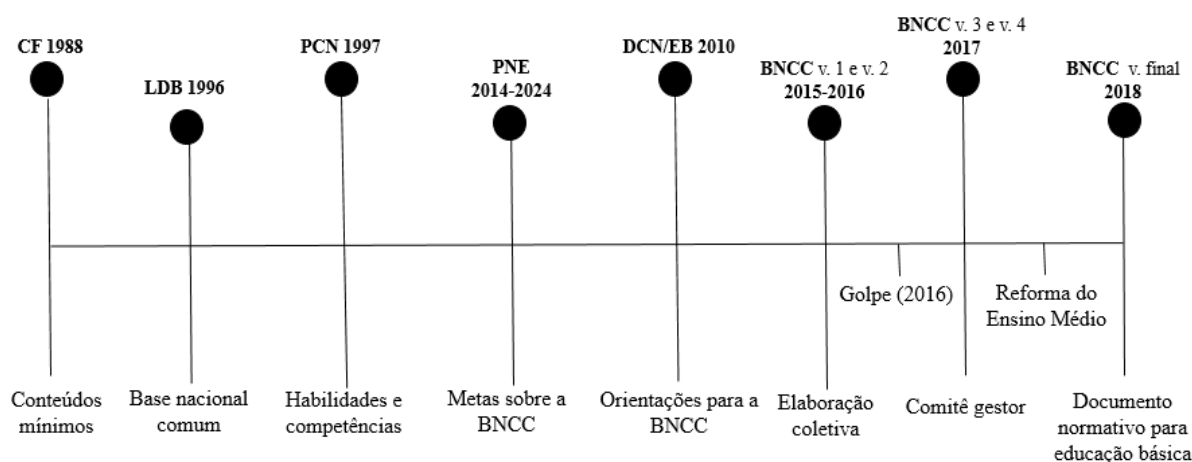 CF 1988
LDB 1996
PCN 1997
PNE
2014-2024
DCN/EB 2010
BNCC v. 1 e v. 2
2015-2016
BNCC v. 3 e v. 4
2017
BNCC v. final
2018
Golpe (2016)
Reforma do
Ensino Médio
Conteúdos
mínimos
Base nacional
comum
Habilidades e
competências
Metas sobre a
BNCC
Orientações para a
BNCC
Elaboração
coletiva
Comitê gestor
Documento
normativo para
educação básica